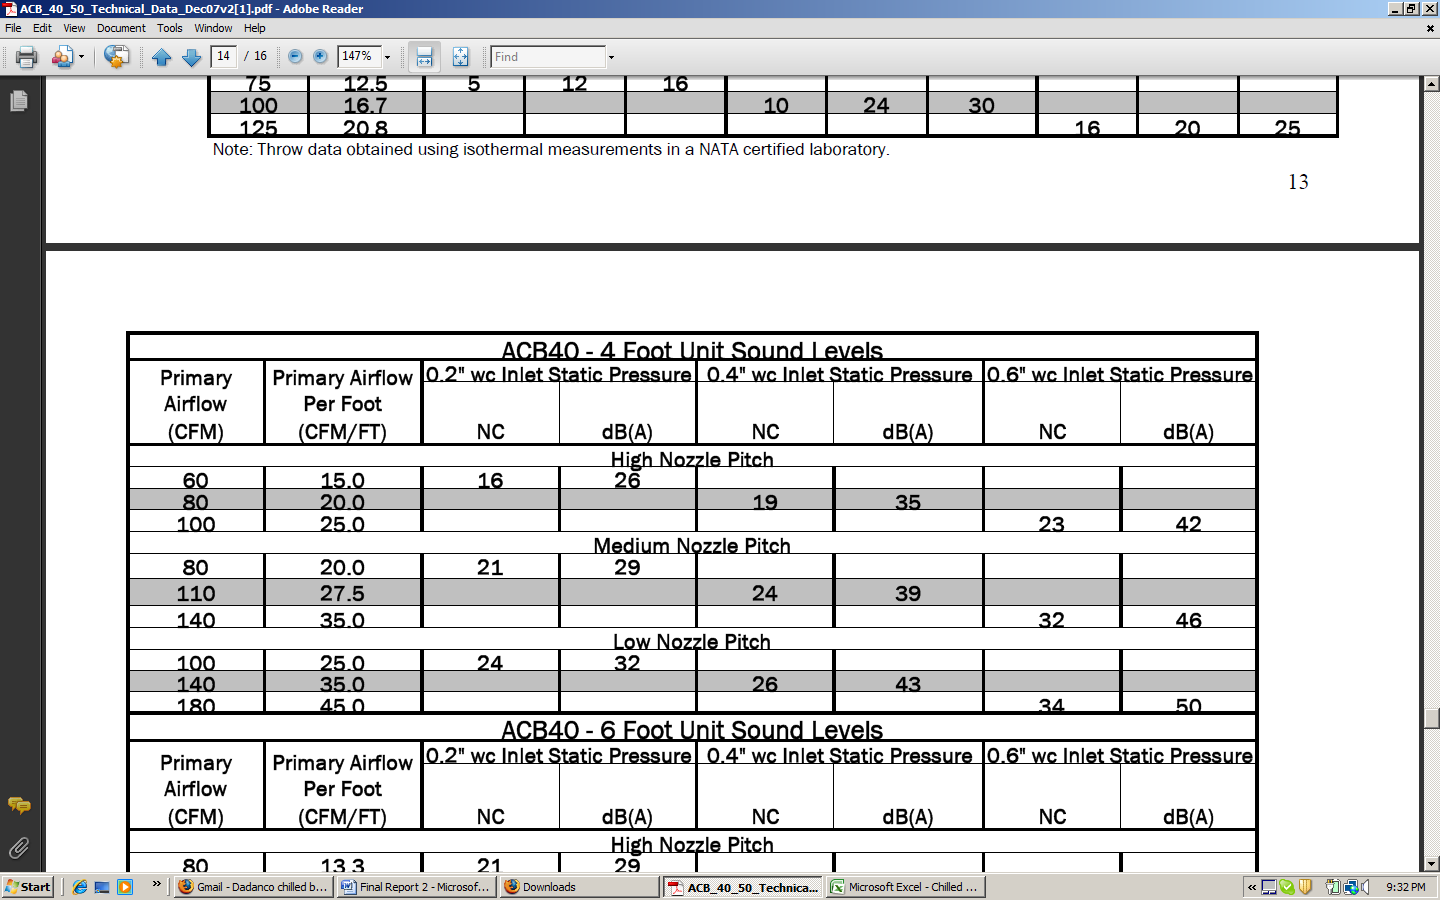 ACB_40_50_Technical_Data_Dec07v2[1].pdf - Adobe Reader
File Edit View Document Tools Window Help
14 / 16 147% Find
75 12.5 5 12 16
100 16.7 10 24 30
125 20.8 16 20 25
Note: Throw data obtained using isothermal measurements in a NATA certified laboratory.
13
ACB40 - 4 Foot Unit Sound Levels
Primary Airflow (CFM) Primary Airflow Per Foot (CFM/FT) 0.2" wc Inlet Static Pressure 0.4" wc Inlet Static Pressure 0.6" wc Inlet Static Pressure
NC dB(A) NC dB(A) NC dB(A)
High Nozzle Pitch
60 15.0 16 26
80 20.0 19 35
100 25.0 23 42
Medium Nozzle Pitch
80 20.0 21 29
110 27.5 24 39
140 35.0 32 46
Low Nozzle Pitch
100 25.0 24 32
140 35.0 26 43
180 45.0 34 50
ACB40 - 6 Foot Unit Sound Levels
Primary Airflow (CFM) Primary Airflow Per Foot (CFM/FT) 0.2" wc Inlet Static Pressure 0.4" wc Inlet Static Pressure 0.6" wc Inlet Static Pressure
NC dB(A) NC dB(A) NC dB(A)
High Nozzle Pitch
80 13.3 21 29
Start » Gmail - Dadanco chilled b... Final Report 2 - Microsof... Downloads ACB_40_50_Technica... Microsoft Excel - Chilled ... « 9:32 PM